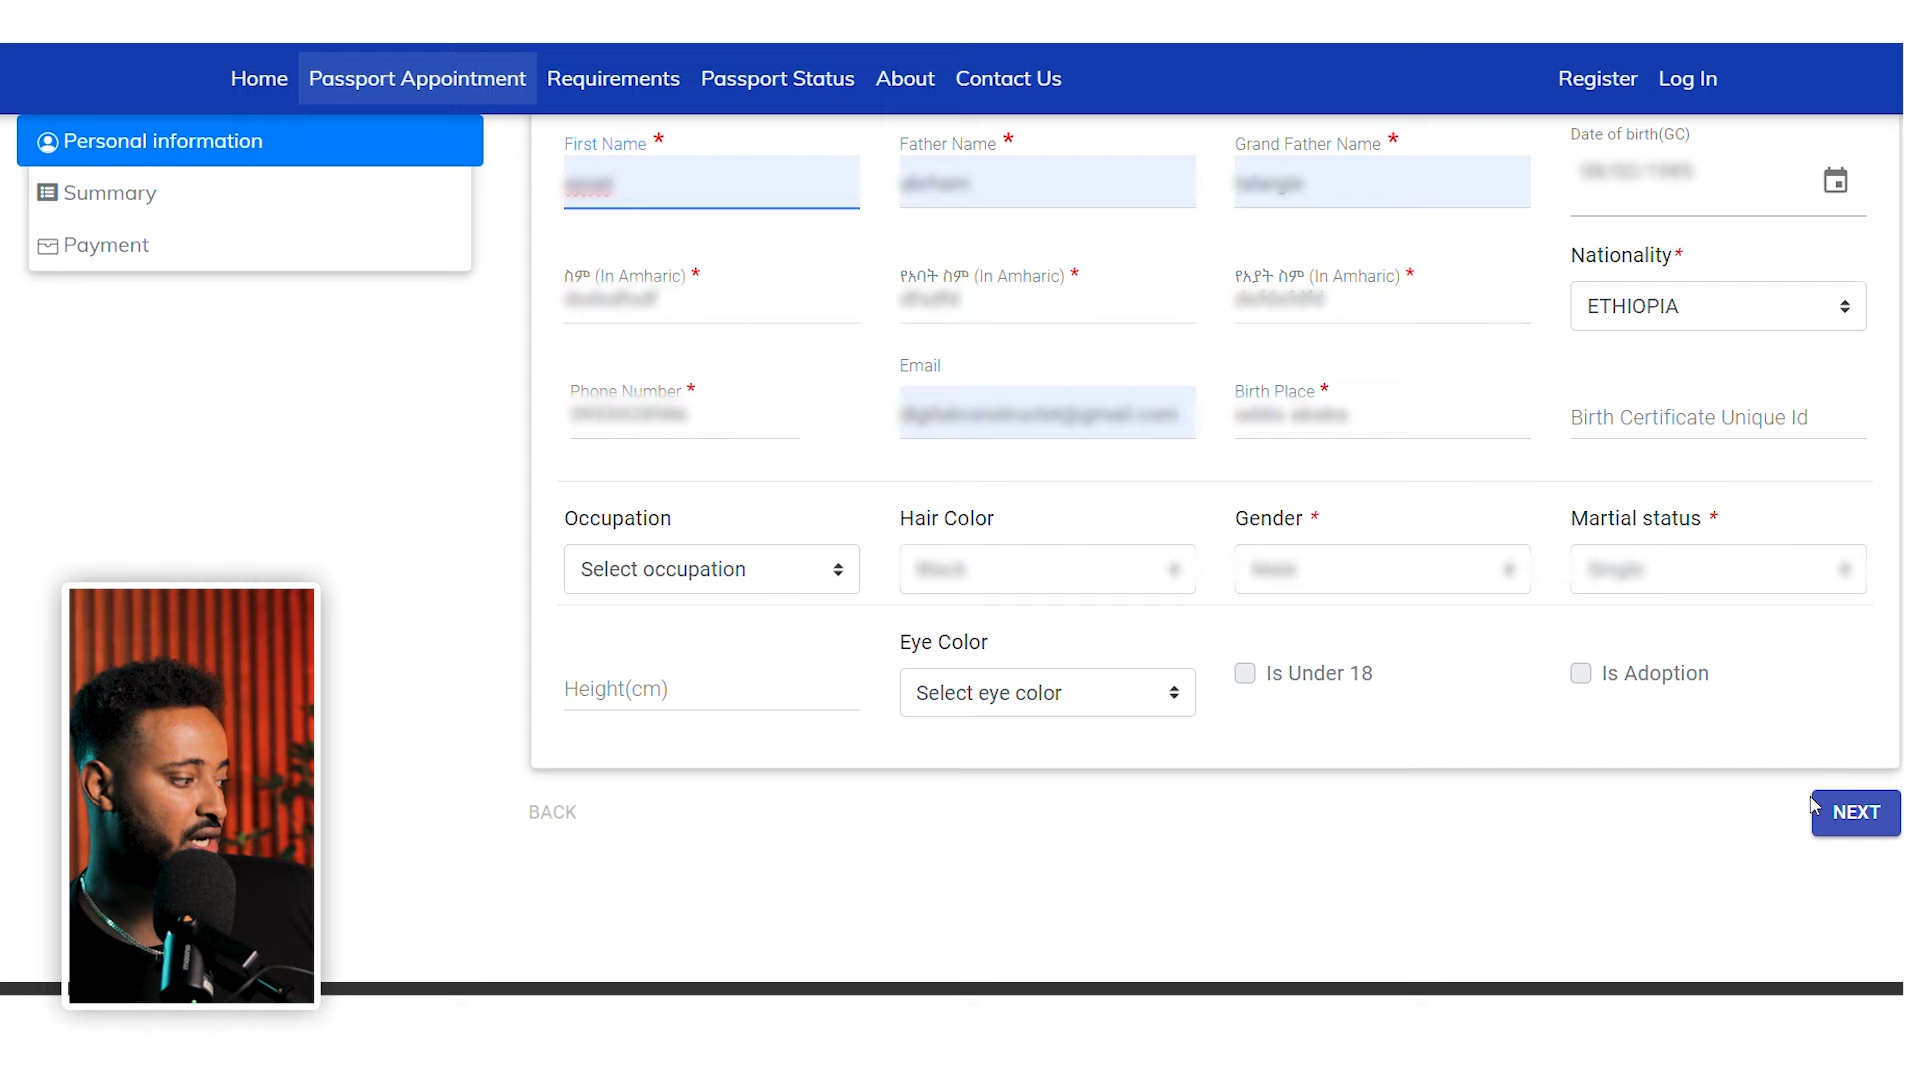 Home Passport Appointment Requirements Passport Status About Contact Us Register Log In
Personal information
Summary
Payment
First Name * Father Name * Grand Father Name * Date of birth(GC)
ስም (In Amharic) * የአባት ስም (In Amharic) * የአያት ስም (In Amharic) * Nationality*
ETHIOPIA
Phone Number * Email Birth Place * Birth Certificate Unique Id
Occupation Hair Color Gender * Martial status *
Select occupation
Height(cm) Eye Color Is Under 18 Is Adoption
Select eye color
BACK NEXT